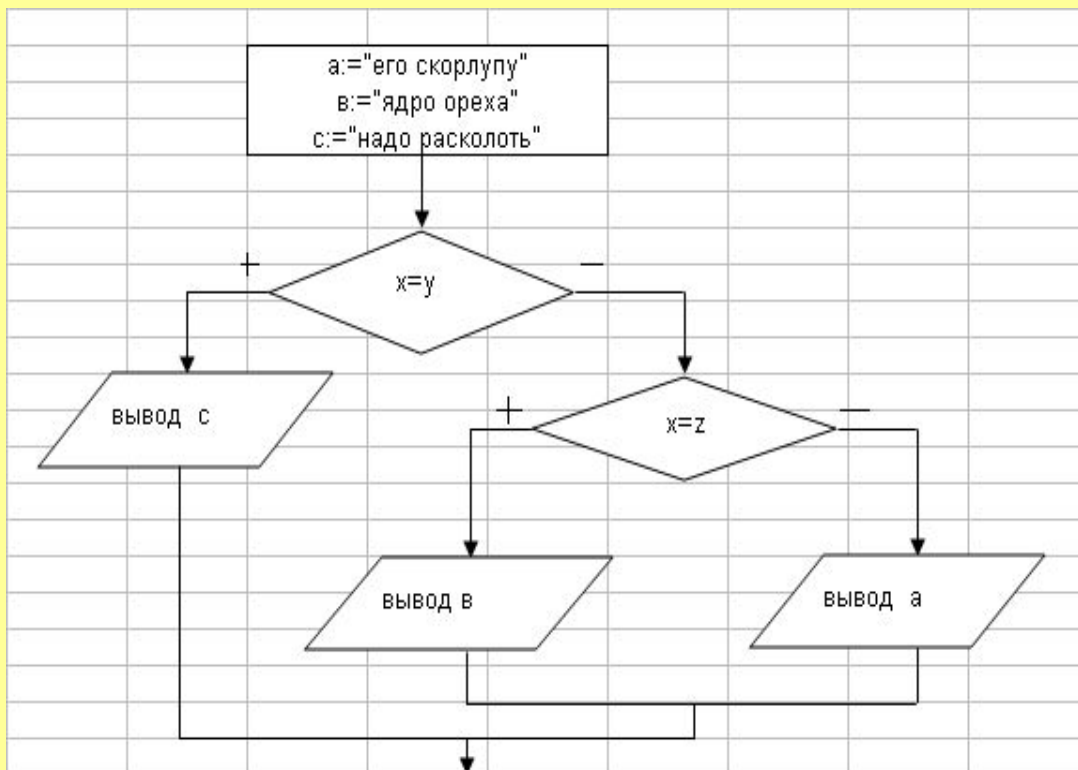 а:="его скорлупу"
в:="ядро ореха"
с:="надо расколоть"
+ x=y −
вывод с
+ x=z —
вывод в
вывод а